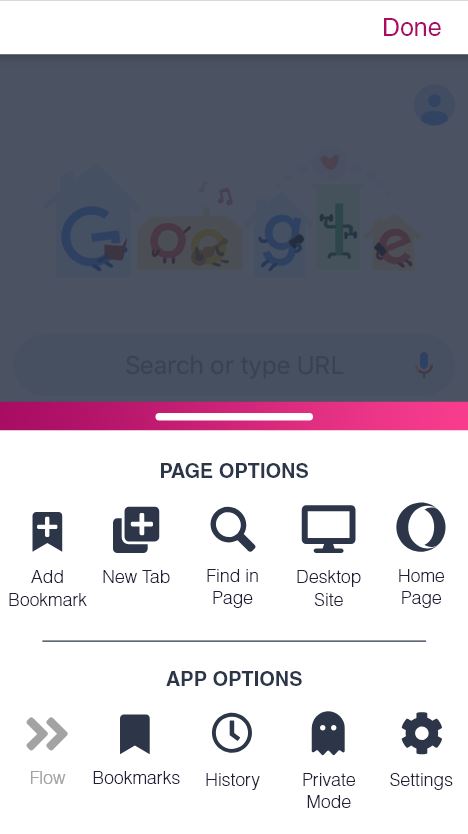 Done
Google
Search or type URL
PAGE OPTIONS
Add
Bookmark
New Tab
Find in
Page
Desktop
Site
Home
Page
APP OPTIONS
Flow
Bookmarks
History
Private
Mode
Settings